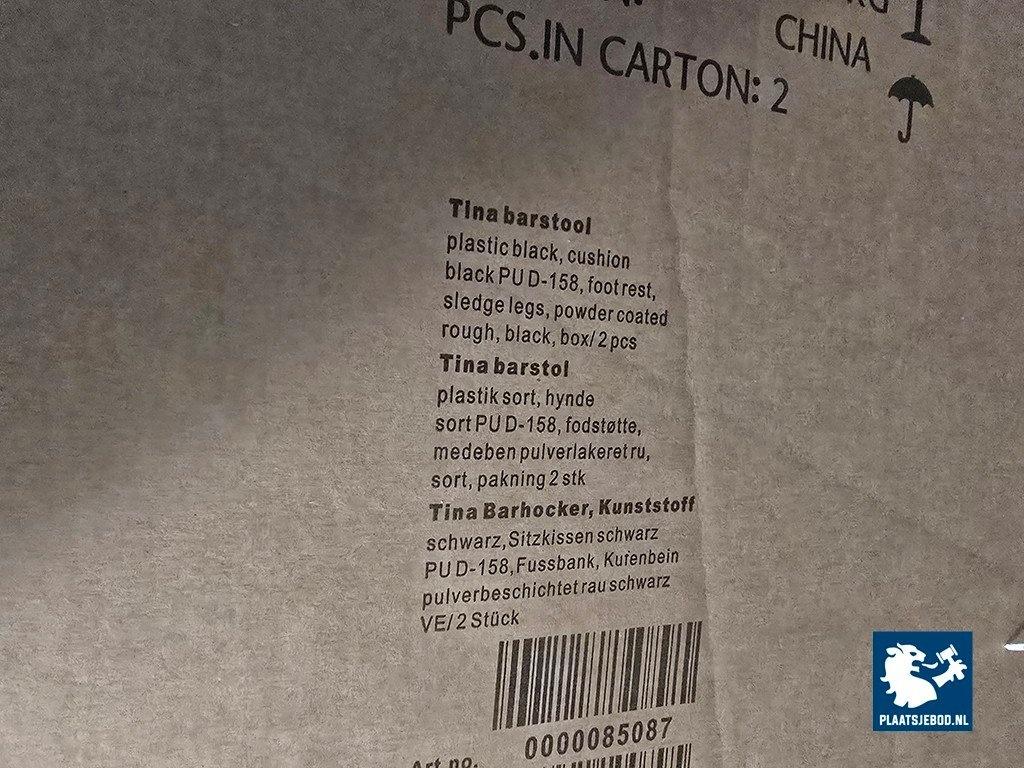 CHINA
PCS.IN CARTON: 2
Tina barstool
plastic black, cushion
black PU D-158, foot rest,
sledge legs, powder coated
rough, black, box/ 2 pcs
Tina barstol
plastik sort, hynde
sort PU D-158, fodstøtte,
medeben pulverlakeret ru,
sort, pakning 2 stk
Tina Barhocker, Kunststoff
schwarz, Sitzkissen schwarz
PU D-158, Fussbank, Kufenbein
pulverbeschichtet rau schwarz
VE/ 2 Stück
0000085087
Art no.
PLAATSJEBOD.NL